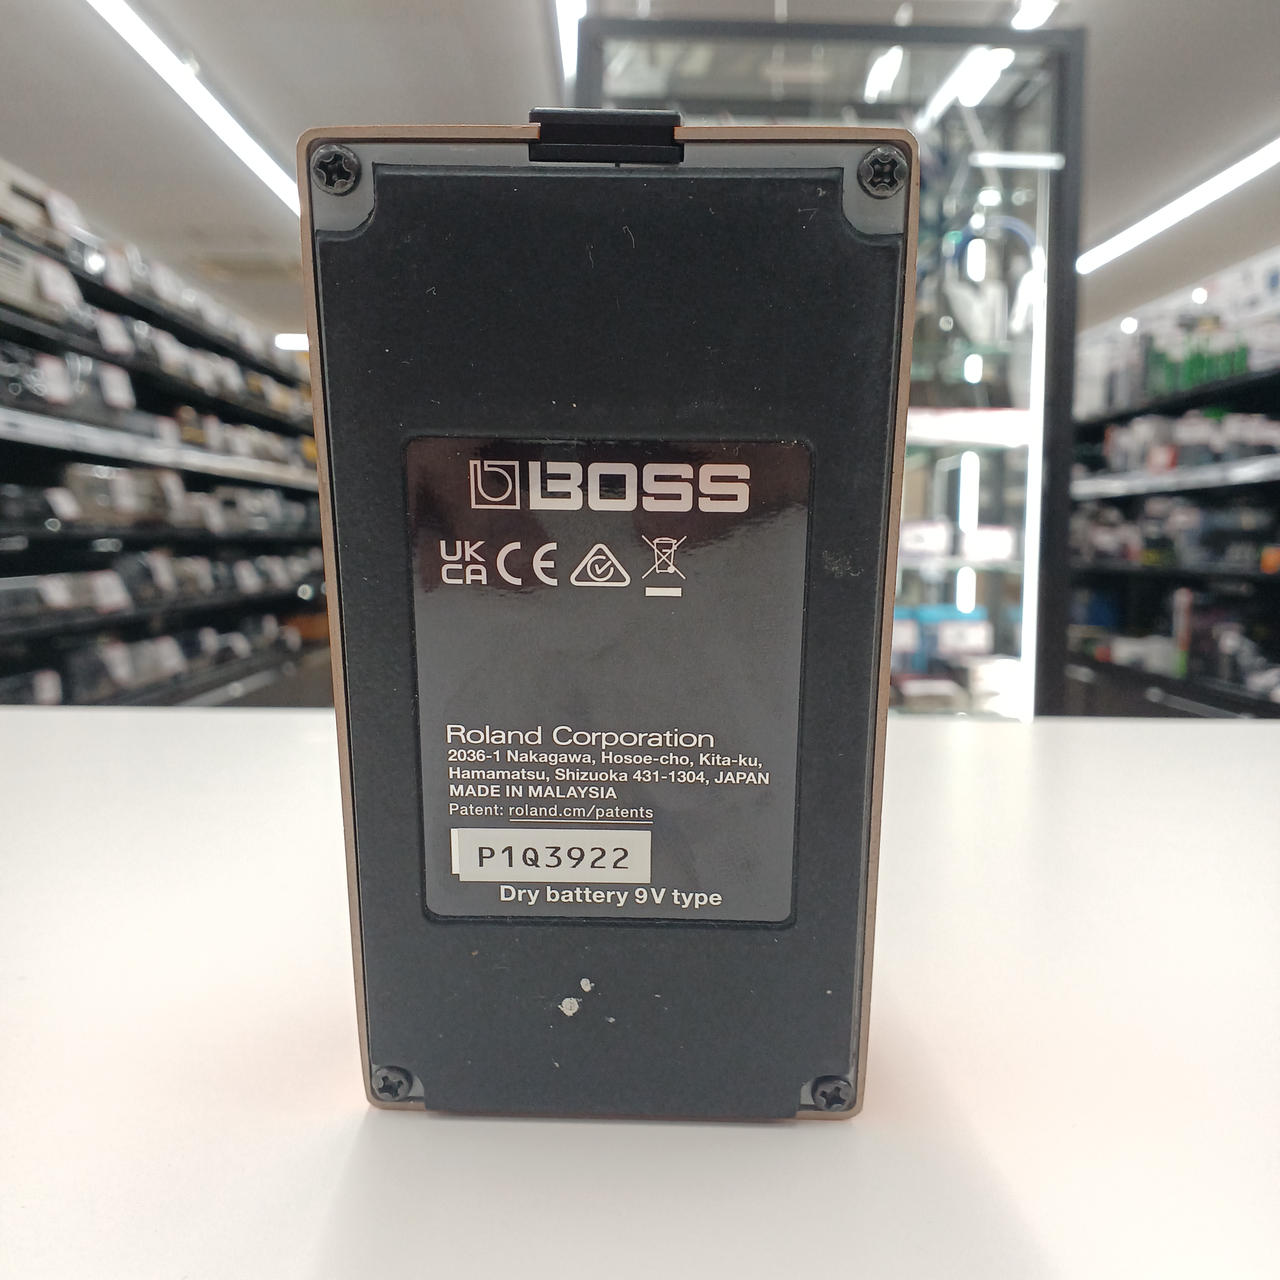 BOSS
UK
CA CE
Roland Corporation
2036-1 Nakagawa, Hosoe-cho, Kita-ku,
Hamamatsu, Shizuoka 431-1304, JAPAN
MADE IN MALAYSIA
Patent: roland.cm/patents
P1Q3922
Dry battery 9V type